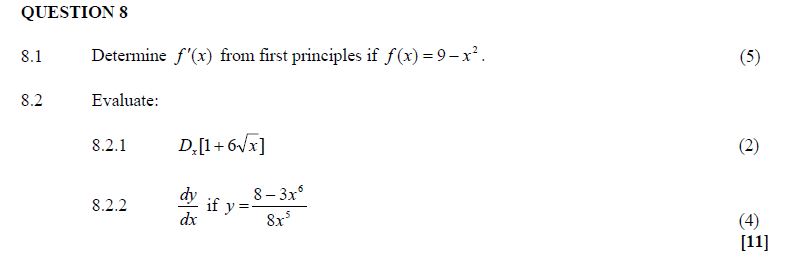 QUESTION 8
8.1 Determine f'(x) from first principles if f(x) = 9 − x². (5)
8.2 Evaluate:
8.2.1 Dₓ[1 + 6√x] (2)
8.2.2 dy/dx if y = (8 − 3x⁶)/(8x⁵) (4)
[11]